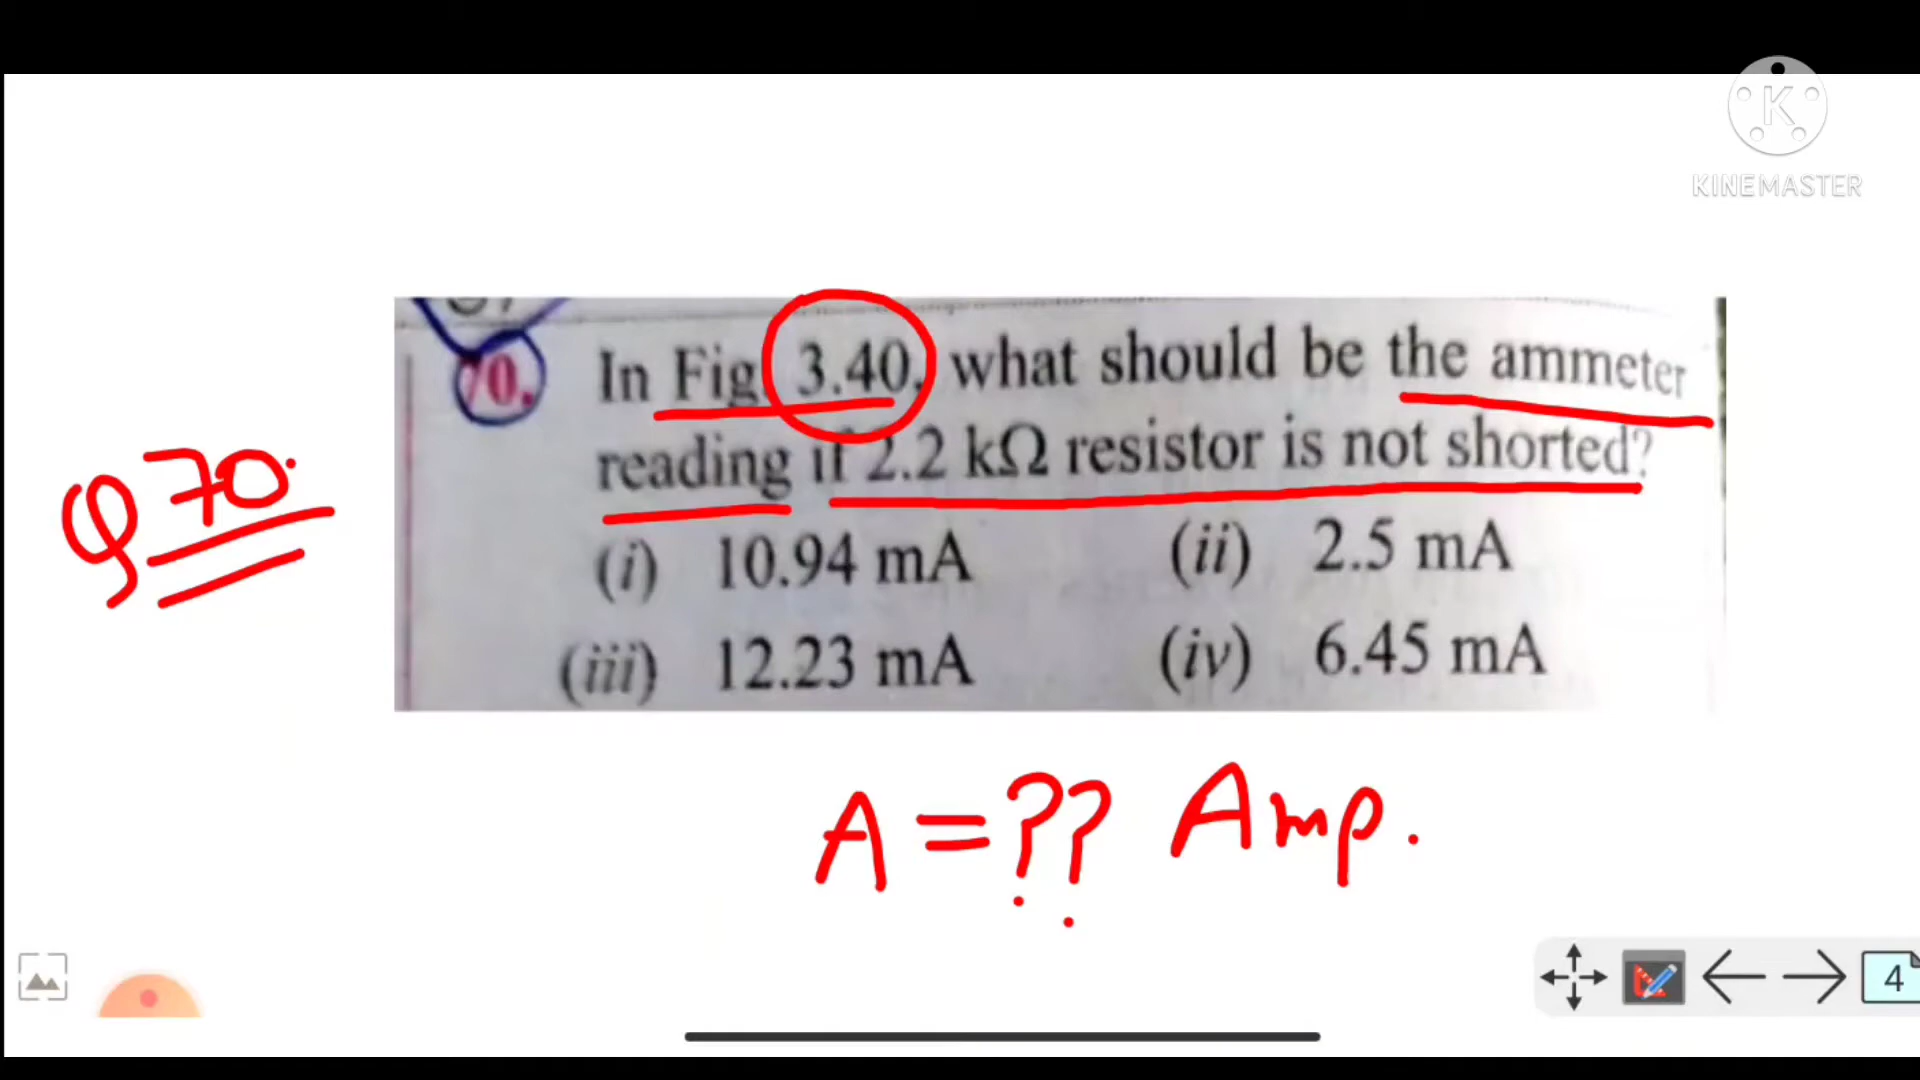 KINEMASTER
70. In Fig. 3.40, what should be the ammeter
reading if 2.2 kΩ resistor is not shorted?
(i) 10.94 mA (ii) 2.5 mA
(iii) 12.23 mA (iv) 6.45 mA
Q 70.
A = ?? Amp.
4